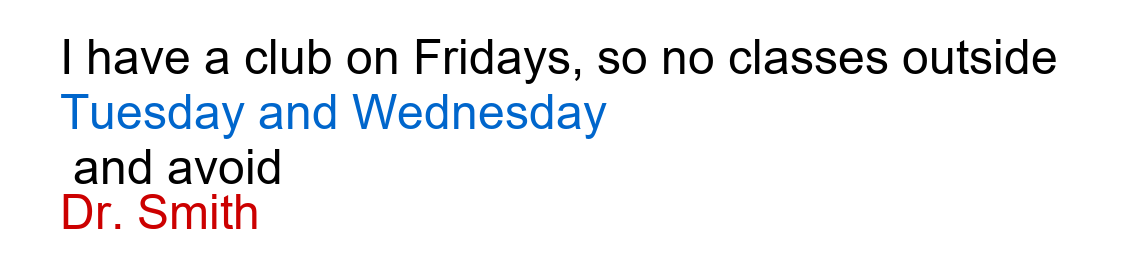 I have a club on Fridays, so no classes outside
Tuesday and Wednesday
and avoid
Dr. Smith